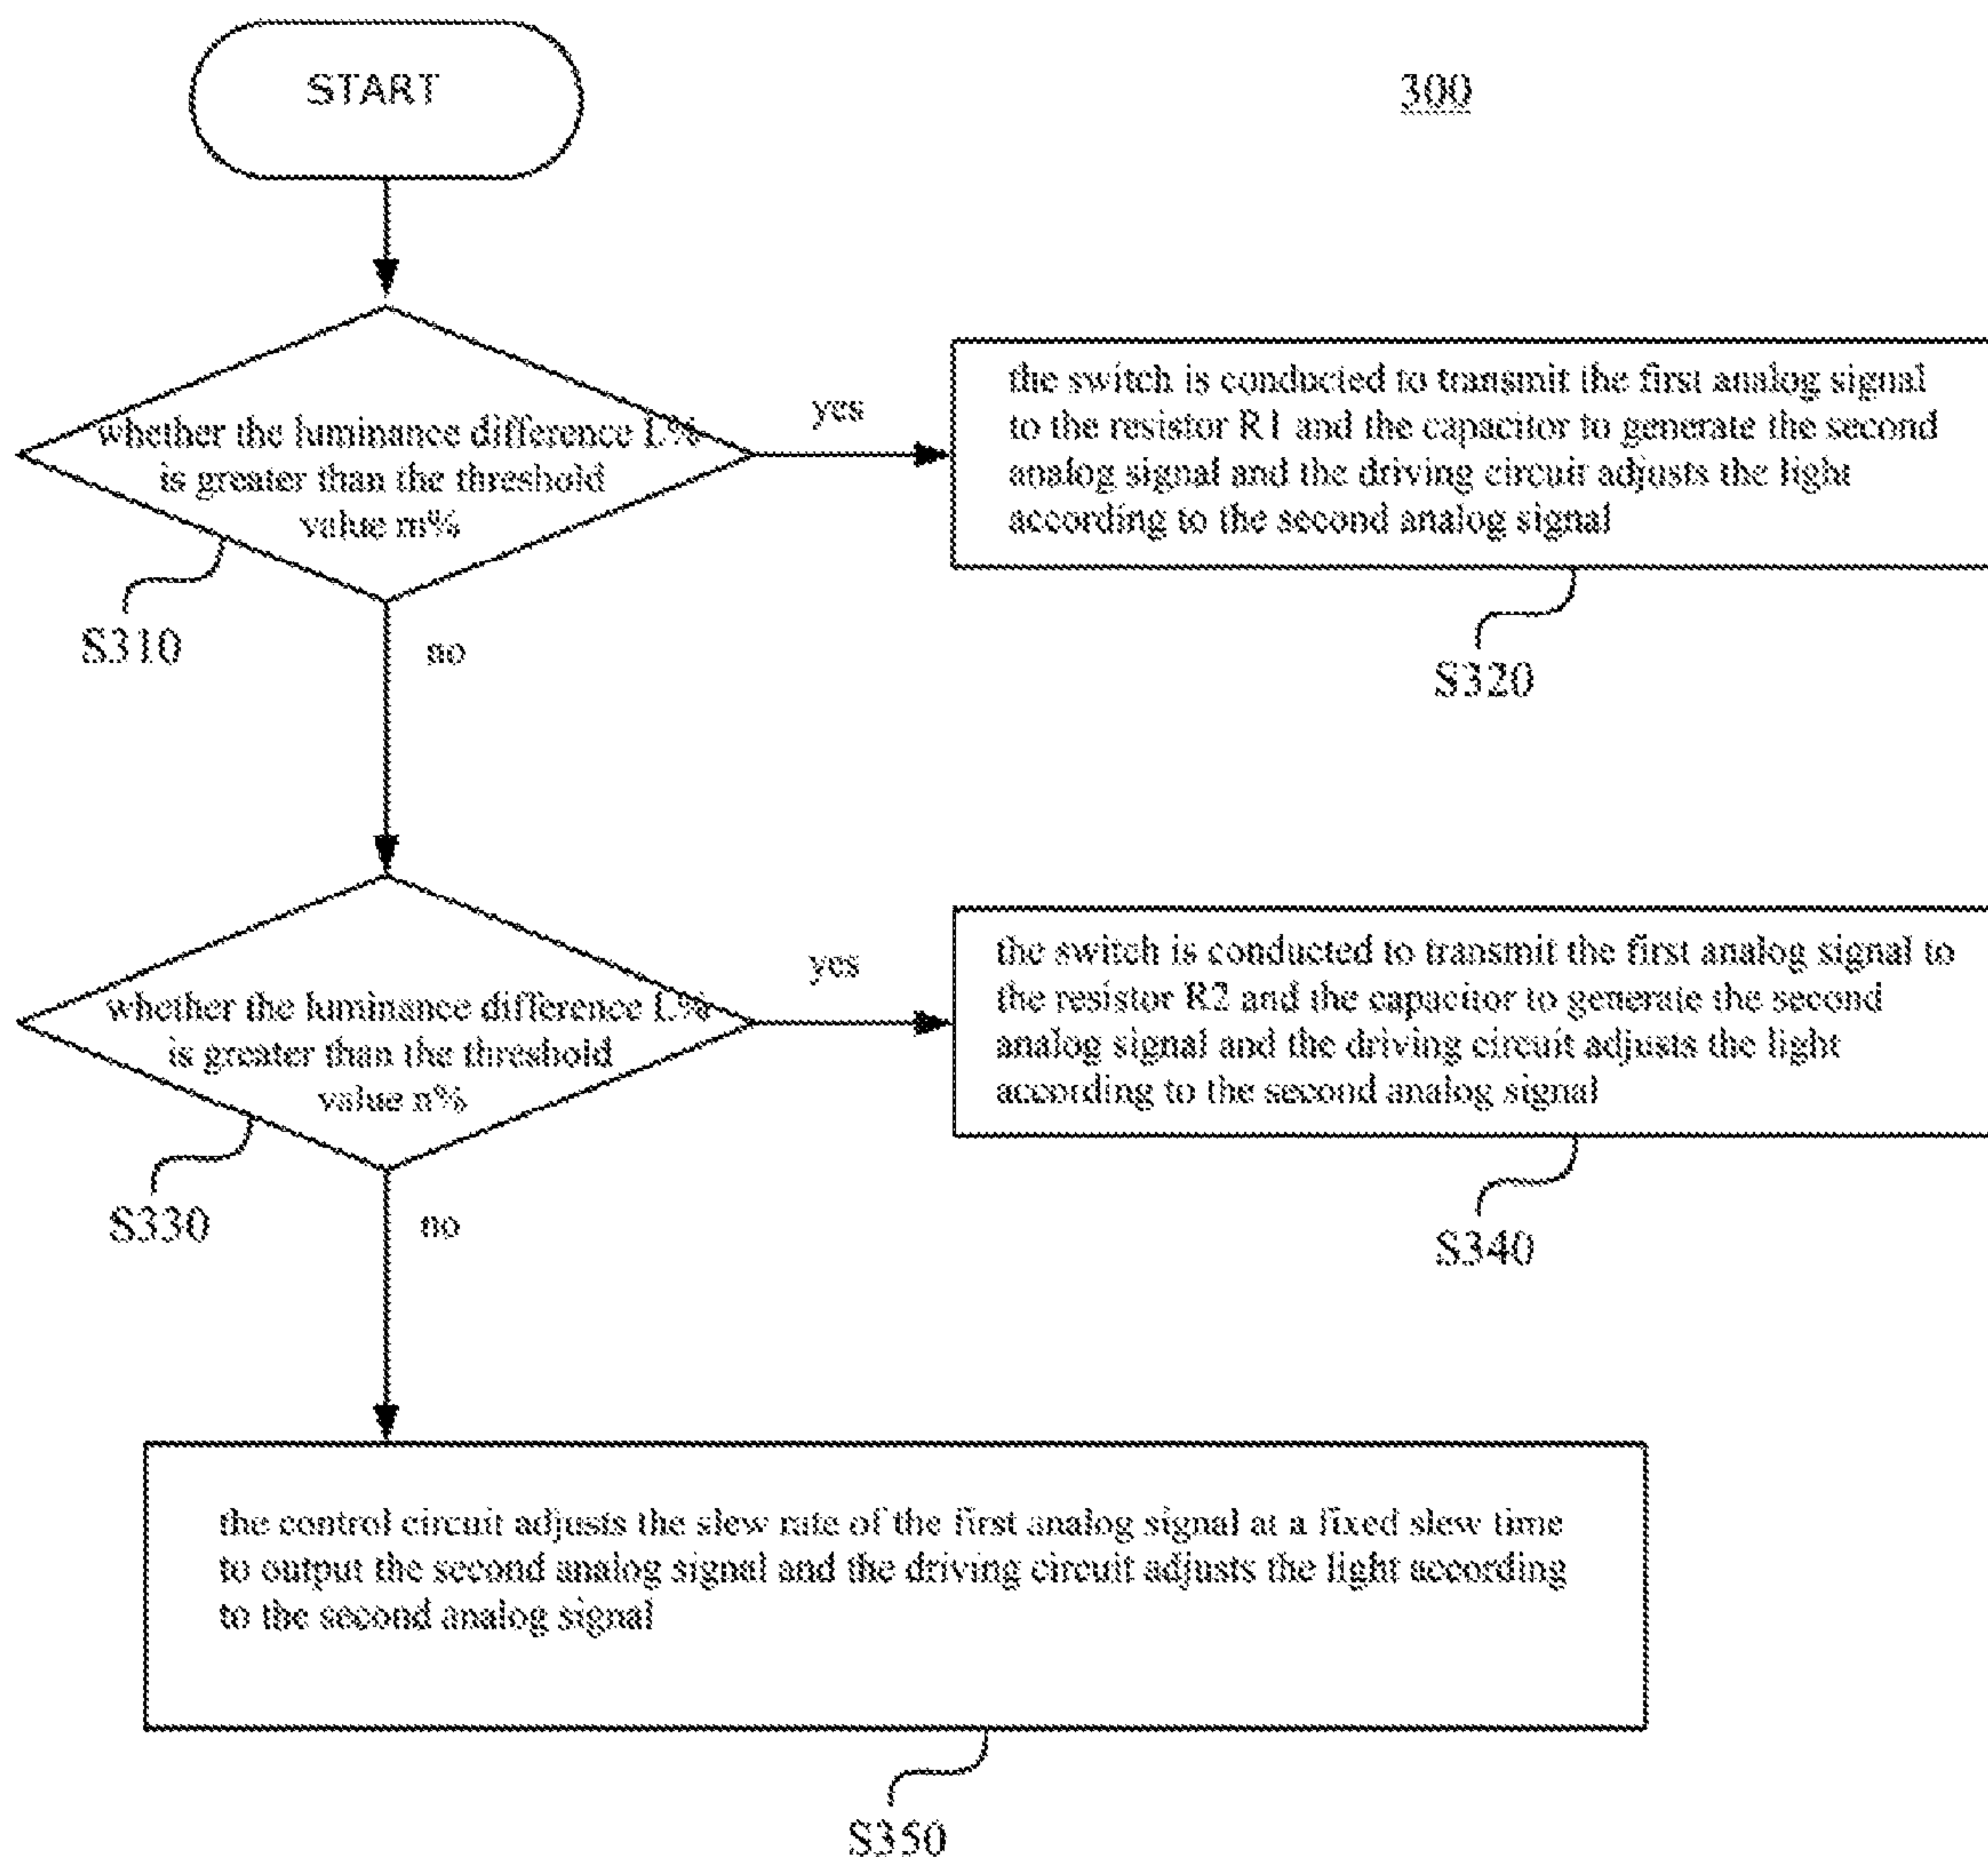 START
300
whether the luminance difference L%
is greater than the threshold
value m%
yes
the switch is conducted to transmit the first analog signal
to the resistor R1 and the capacitor to generate the second
analog signal and the driving circuit adjusts the light
according to the second analog signal
S310
no
S320
whether the luminance difference L%
is greater than the threshold
value n%
yes
the switch is conducted to transmit the first analog signal to
the resistor R2 and the capacitor to generate the second
analog signal and the driving circuit adjusts the light
according to the second analog signal
S330
no
S340
the control circuit adjusts the slew rate of the first analog signal at a fixed slew time
to output the second analog signal and the driving circuit adjusts the light according
to the second analog signal
S350